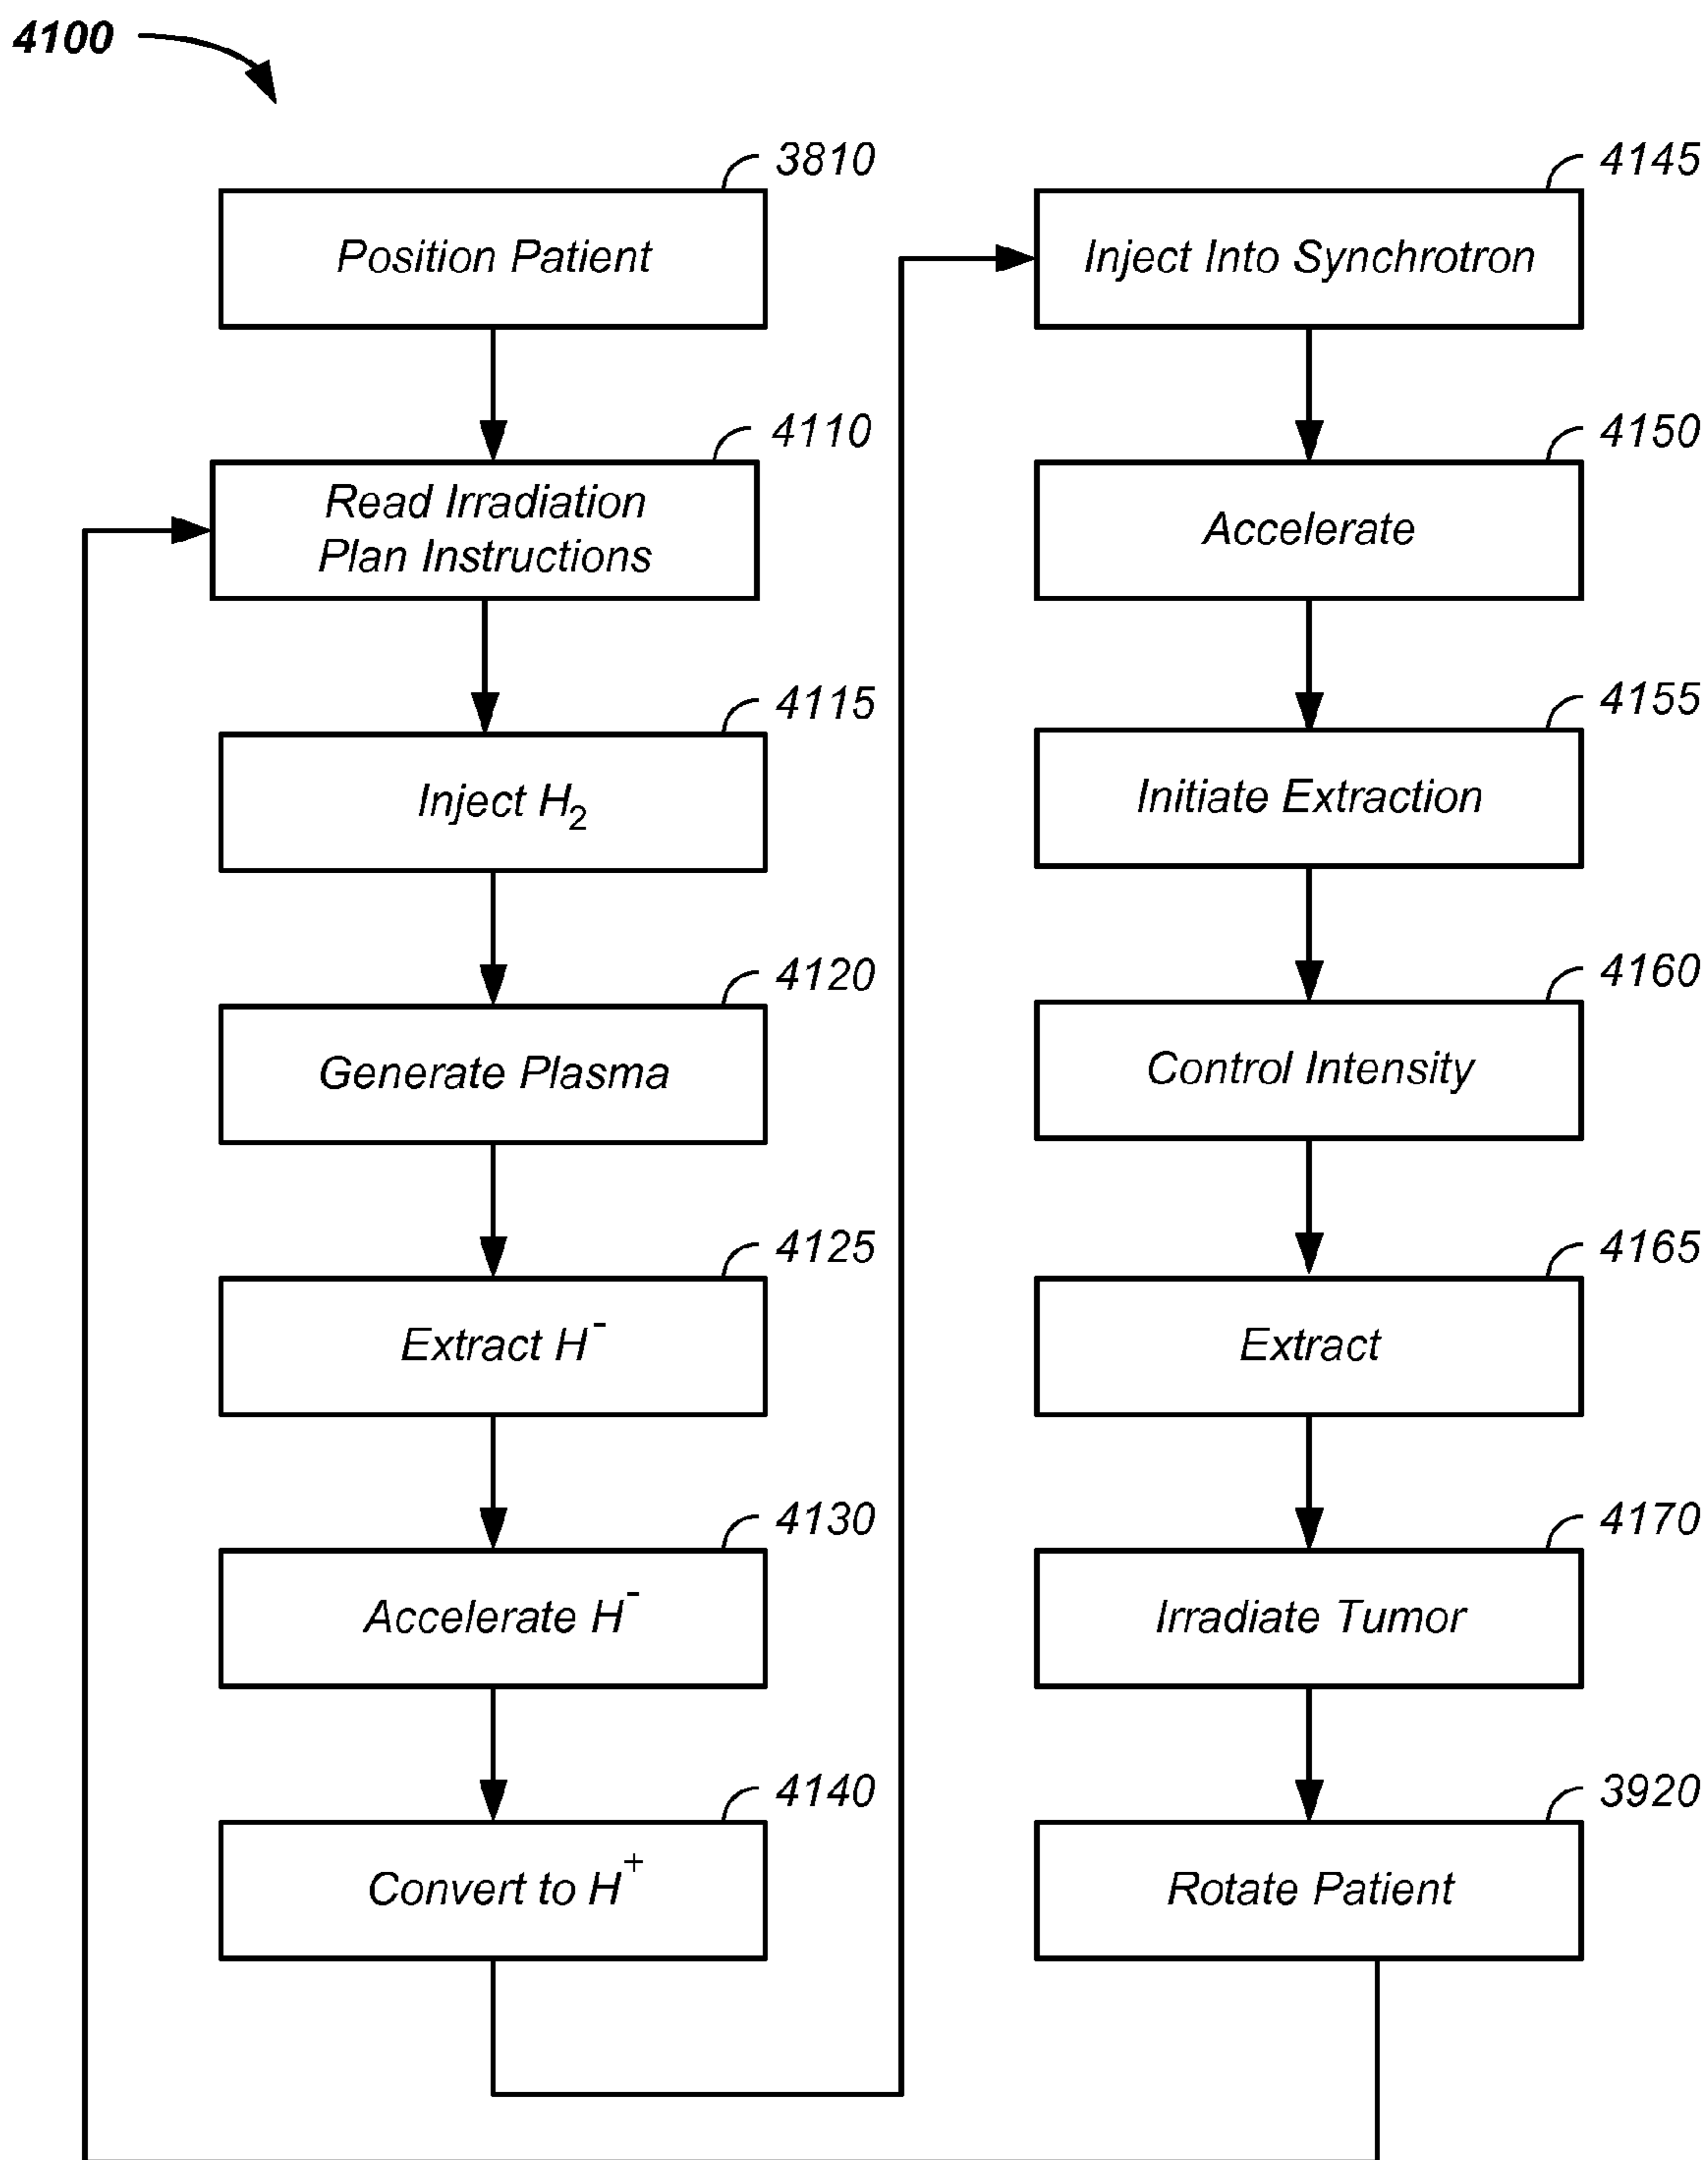 4100
3810
Position Patient
4110
Read Irradiation
Plan Instructions
4115
Inject H₂
4120
Generate Plasma
4125
Extract H⁻
4130
Accelerate H⁻
4140
Convert to H⁺
4145
Inject Into Synchrotron
4150
Accelerate
4155
Initiate Extraction
4160
Control Intensity
4165
Extract
4170
Irradiate Tumor
3920
Rotate Patient